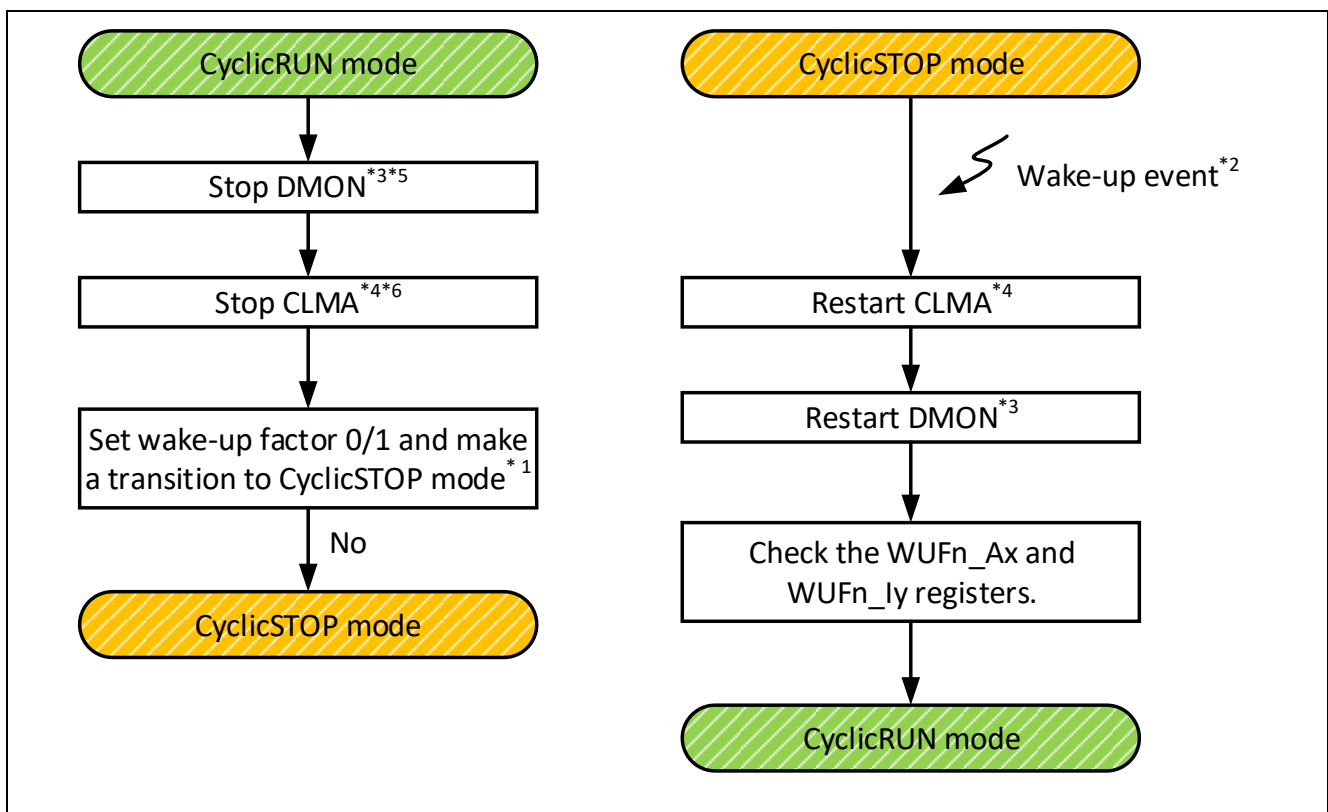 CyclicRUN mode
Stop DMON*3*5
Stop CLMA*4*6
Set wake-up factor 0/1 and make
a transition to CyclicSTOP mode* 1
No
CyclicSTOP mode
CyclicSTOP mode
Wake-up event*2
Restart CLMA*4
Restart DMON*3
Check the WUFn_Ax and
WUFn_Iy registers.
CyclicRUN mode